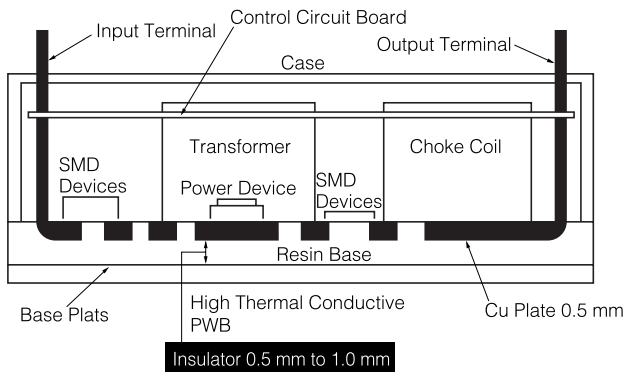 Control Circuit Board
Input Terminal
Output Terminal
Case
Transformer
Choke Coil
SMD
Devices
Power Device
SMD
Devices
Resin Base
Base Plats
High Thermal Conductive
PWB
Cu Plate 0.5 mm
Insulator 0.5 mm to 1.0 mm